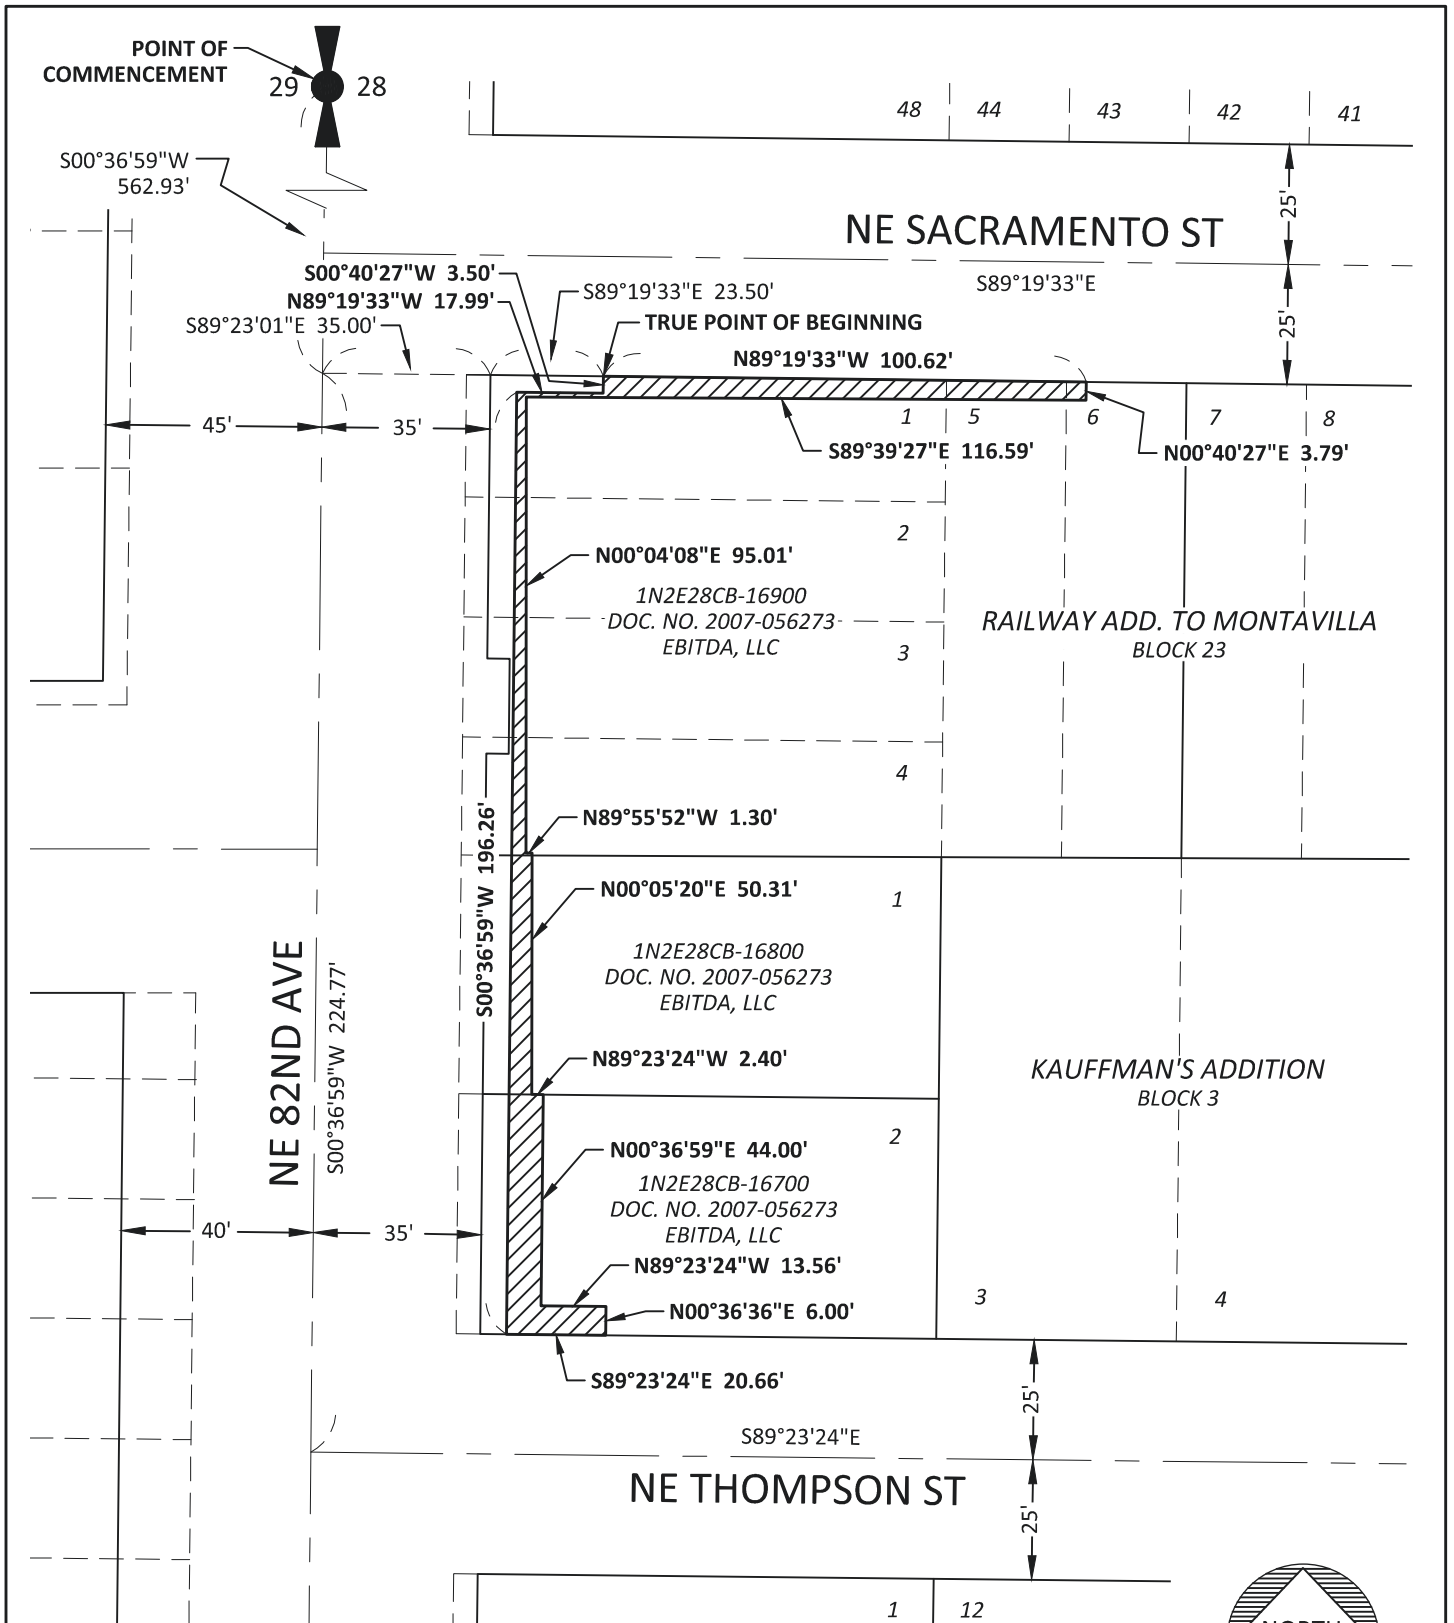 POINT OF
COMMENCEMENT
29
28
S00°36'59"W
562.93'
48
44
43
42
41
25'
NE SACRAMENTO ST
S89°19'33"E
25'
S00°40'27"W 3.50'
N89°19'33"W 17.99'
S89°23'01"E 35.00'
S89°19'33"E 23.50'
TRUE POINT OF BEGINNING
N89°19'33"W 100.62'
45'
35'
1
5
6
7
8
S89°39'27"E 116.59'
N00°40'27"E 3.79'
2
N00°04'08"E 95.01'
1N2E28CB-16900
DOC. NO. 2007-056273
EBITDA, LLC
3
RAILWAY ADD. TO MONTAVILLA
BLOCK 23
4
N89°55'52"W 1.30'
S00°36'59"W 196.26'
N00°05'20"E 50.31'
1
1N2E28CB-16800
DOC. NO. 2007-056273
EBITDA, LLC
NE 82ND AVE
S00°36'59"W 224.77'
N89°23'24"W 2.40'
KAUFFMAN'S ADDITION
BLOCK 3
2
N00°36'59"E 44.00'
1N2E28CB-16700
DOC. NO. 2007-056273
EBITDA, LLC
40'
35'
N89°23'24"W 13.56'
3
4
N00°36'36"E 6.00'
S89°23'24"E 20.66'
25'
S89°23'24"E
NE THOMPSON ST
25'
1
12
NORTH